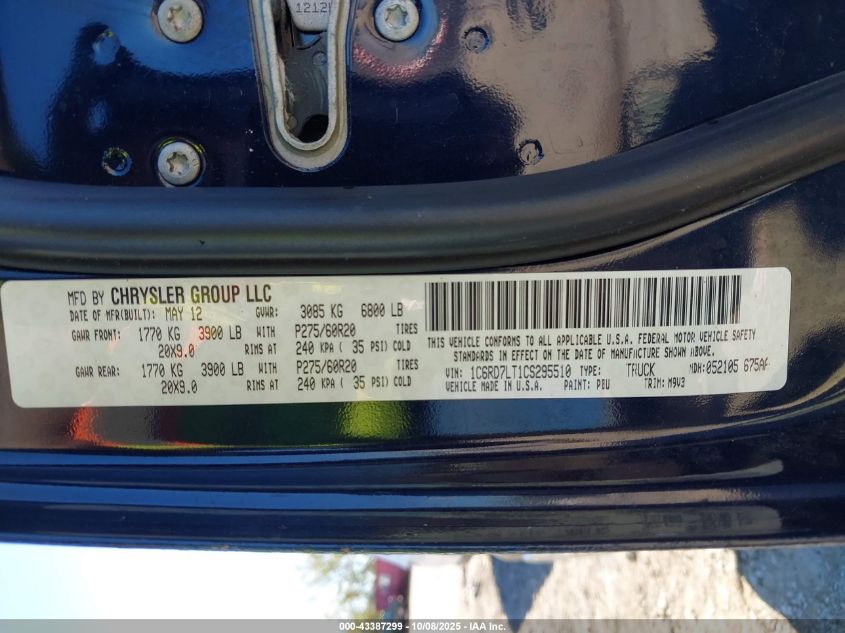 1212
MFD BY CHRYSLER GROUP LLC
DATE OF MFR(BUILT): MAY 12 GVWR: 3085 KG 6800 LB
GAWR FRONT: 1770 KG 3900 LB WITH P275/60R20 TIRES
20X9.0 RIMS AT 240 KPA ( 35 PSI) COLD
GAWR REAR: 1770 KG 3900 LB WITH P275/60R20 TIRES
20X9.0 RIMS AT 240 KPA ( 35 PSI) COLD
THIS VEHICLE CONFORMS TO ALL APPLICABLE U.S.A. FEDERAL MOTOR VEHICLE SAFETY
STANDARDS IN EFFECT ON THE DATE OF MANUFACTURE SHOWN ABOVE.
VIN: 1C6RD7LT1CS295510 TYPE: TRUCK MDH: 052105 675AA
VEHICLE MADE IN U.S.A. PAINT: PBU TRIM: M9V3
000-43387299 - 10/08/2025 - IAA Inc.